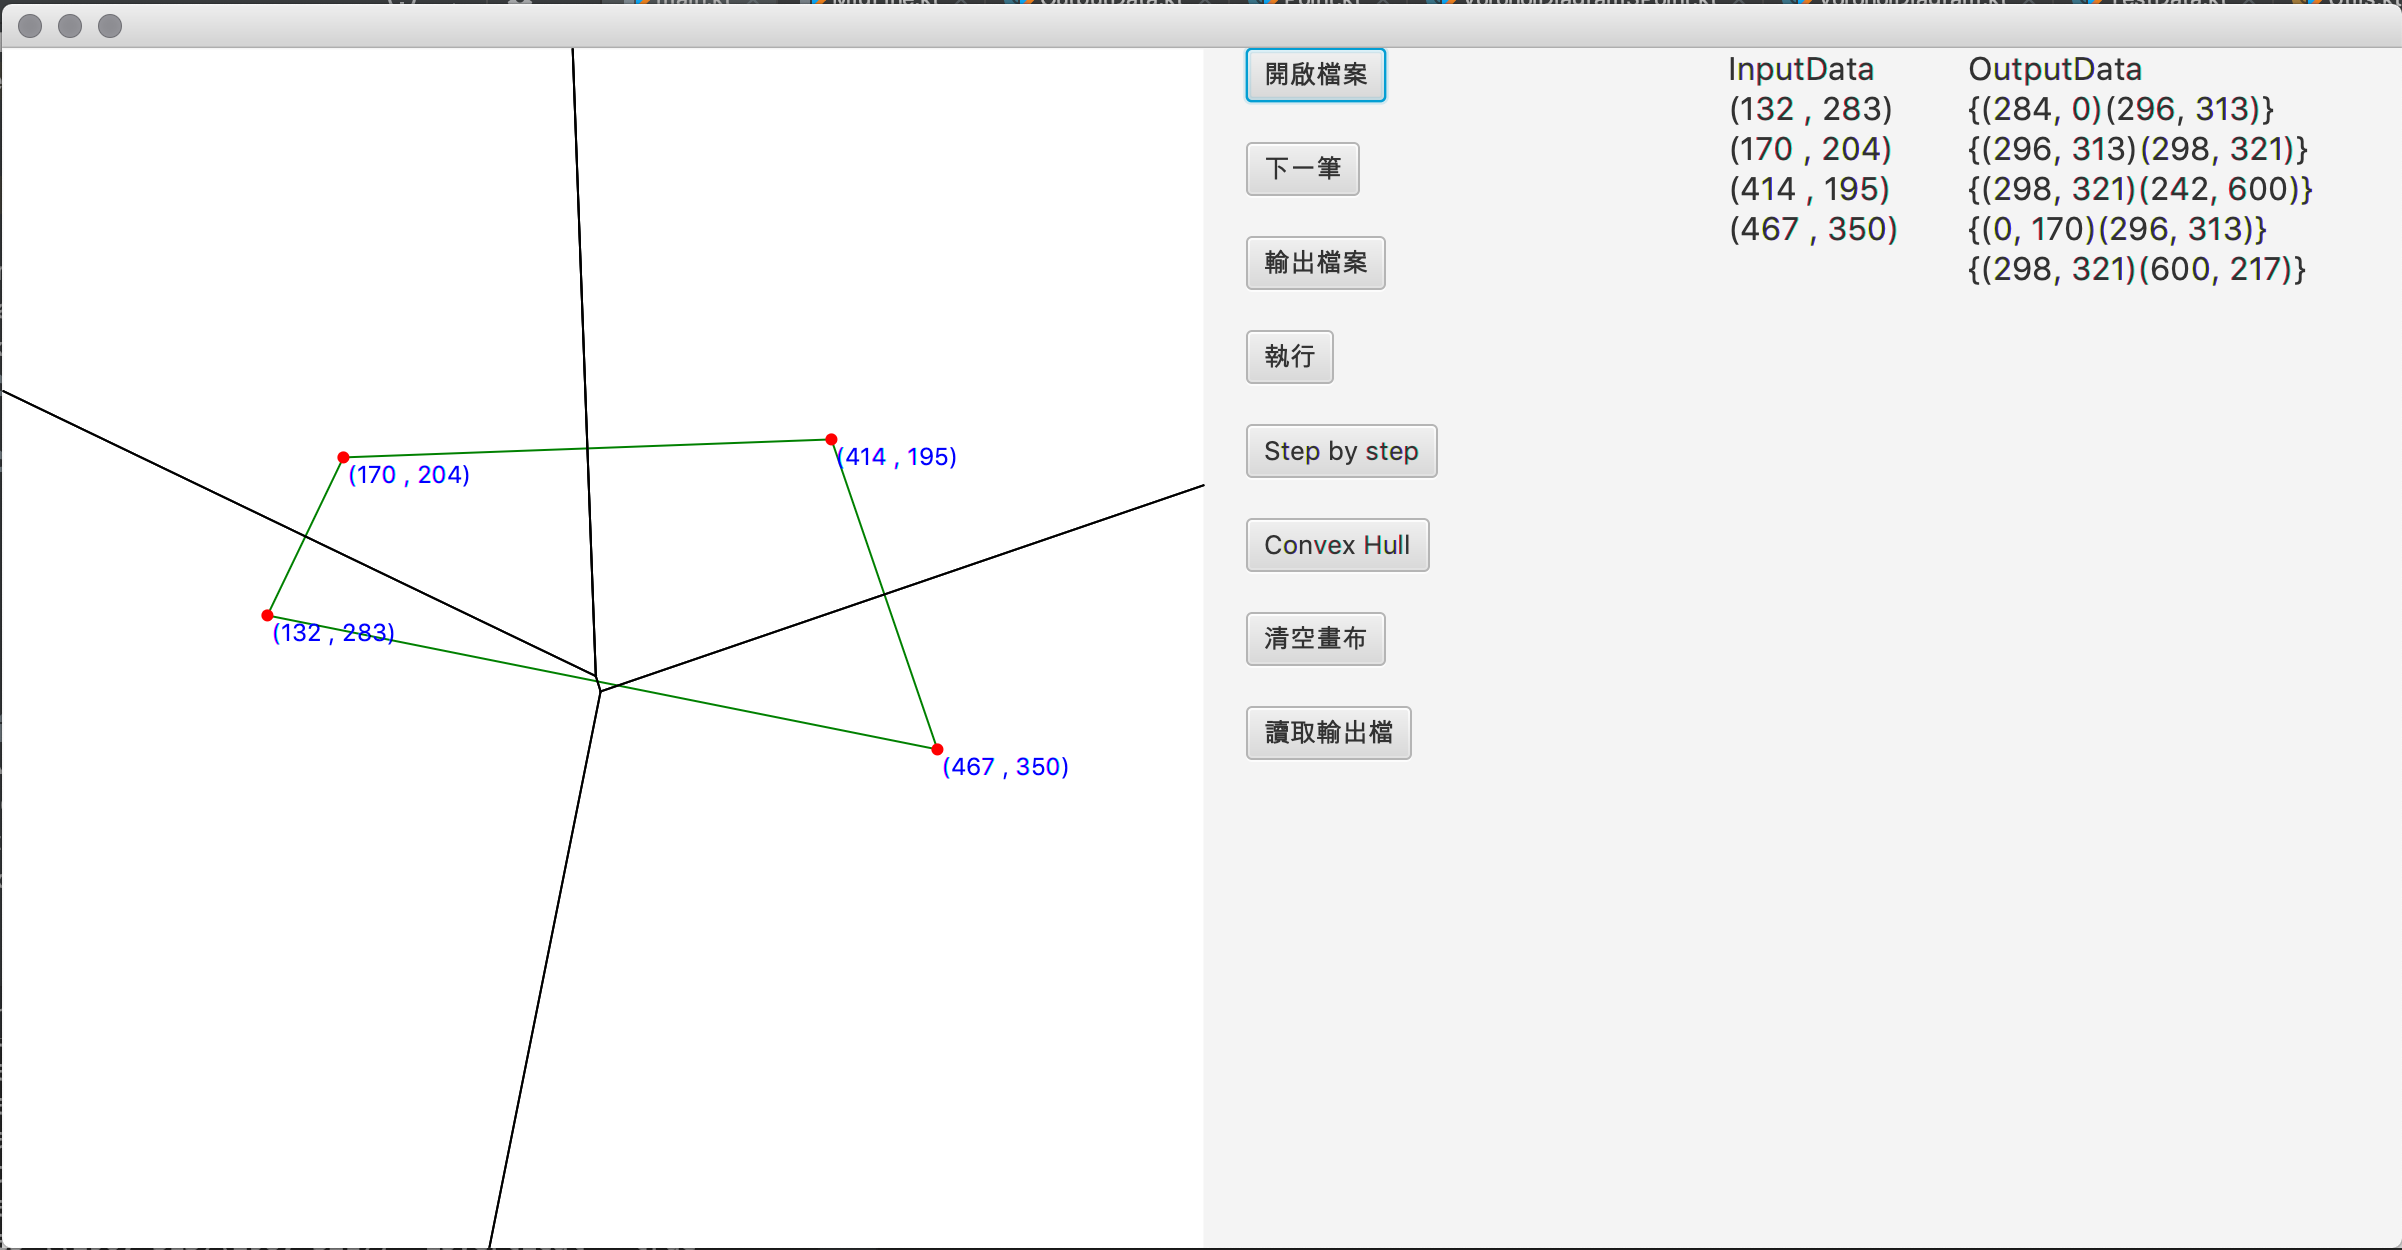 開啟檔案
下一筆
輸出檔案
執行
Step by step
Convex Hull
清空畫布
讀取輸出檔
InputData
(132 , 283)
(170 , 204)
(414 , 195)
(467 , 350)
OutputData
{(284, 0)(296, 313)}
{(296, 313)(298, 321)}
{(298, 321)(242, 600)}
{(0, 170)(296, 313)}
{(298, 321)(600, 217)}
(414 , 195)
(170 , 204)
(132 , 283)
(467 , 350)